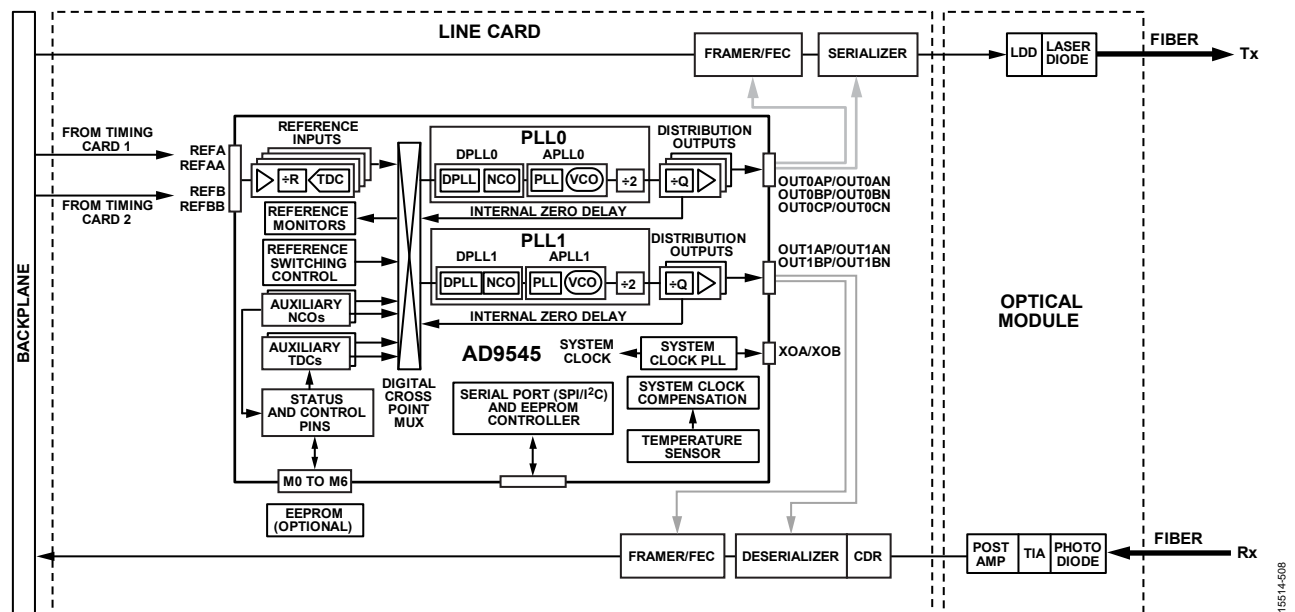 LINE CARD
BACKPLANE
FRAMER/FEC
SERIALIZER
LDD
LASER
DIODE
FIBER
Tx
FROM TIMING
CARD 1
REFA
REFAA
REFB
REFBB
FROM TIMING
CARD 2
REFERENCE
INPUTS
÷R
TDC
REFERENCE
MONITORS
REFERENCE
SWITCHING
CONTROL
AUXILIARY
NCOs
AUXILIARY
TDCs
STATUS
AND CONTROL
PINS
M0 TO M6
EEPROM
(OPTIONAL)
DIGITAL
CROSS
POINT
MUX
PLL0
DPLL0
APLL0
DPLL
NCO
PLL
VCO
÷2
DISTRIBUTION
OUTPUTS
÷Q
INTERNAL ZERO DELAY
OUT0AP/OUT0AN
OUT0BP/OUT0BN
OUT0CP/OUT0CN
PLL1
DPLL1
APLL1
DPLL
NCO
PLL
VCO
÷2
DISTRIBUTION
OUTPUTS
÷Q
INTERNAL ZERO DELAY
OUT1AP/OUT1AN
OUT1BP/OUT1BN
AD9545
SYSTEM
CLOCK
SYSTEM
CLOCK PLL
XOA/XOB
SERIAL PORT (SPI/I²C)
AND EEPROM
CONTROLLER
SYSTEM CLOCK
COMPENSATION
TEMPERATURE
SENSOR
OPTICAL
MODULE
FRAMER/FEC
DESERIALIZER
CDR
POST
AMP
TIA
PHOTO
DIODE
FIBER
Rx
15514-508